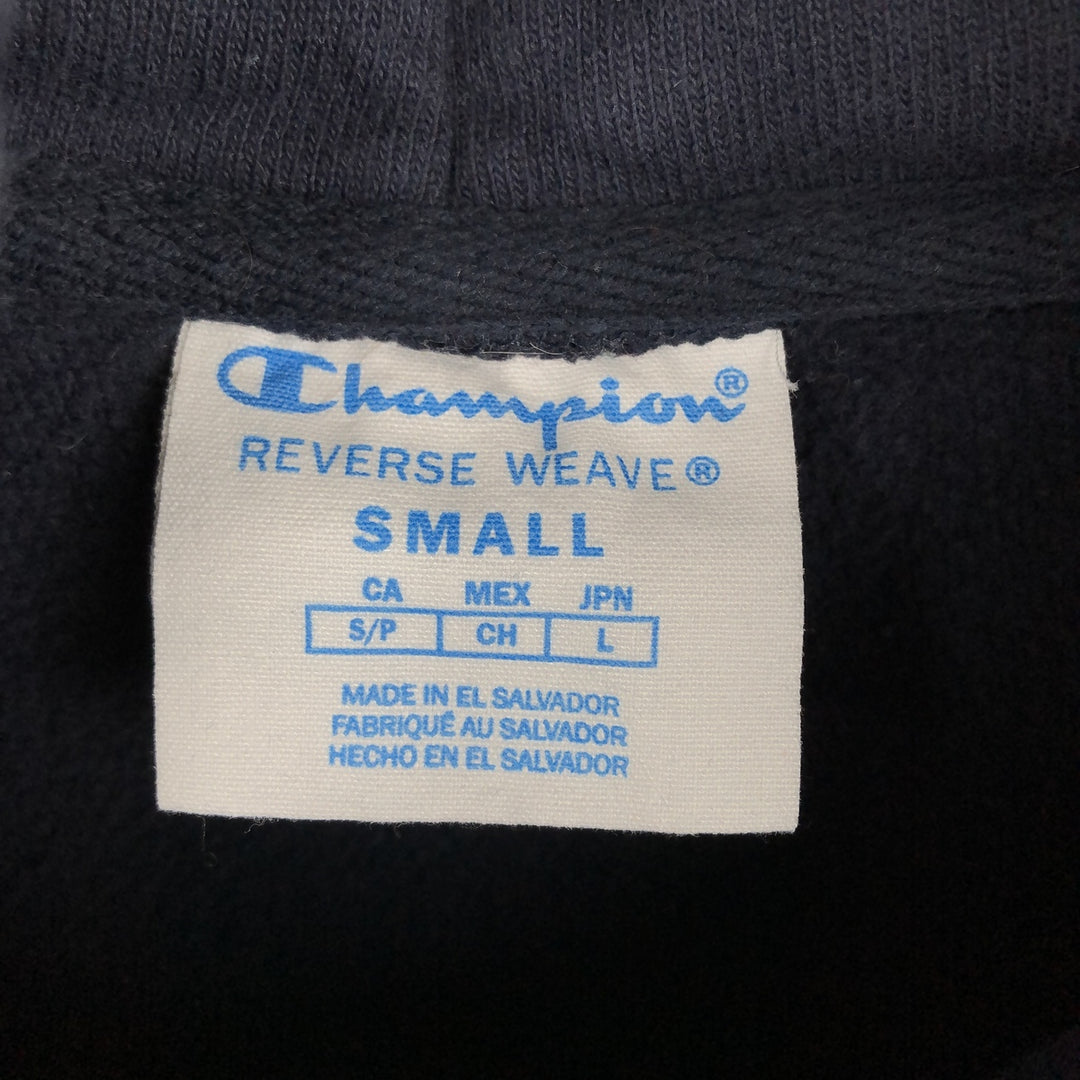 Champion®
REVERSE WEAVE®
SMALL
CA MEX JPN
S/P CH L
MADE IN EL SALVADOR
FABRIQUÉ AU SALVADOR
HECHO EN EL SALVADOR